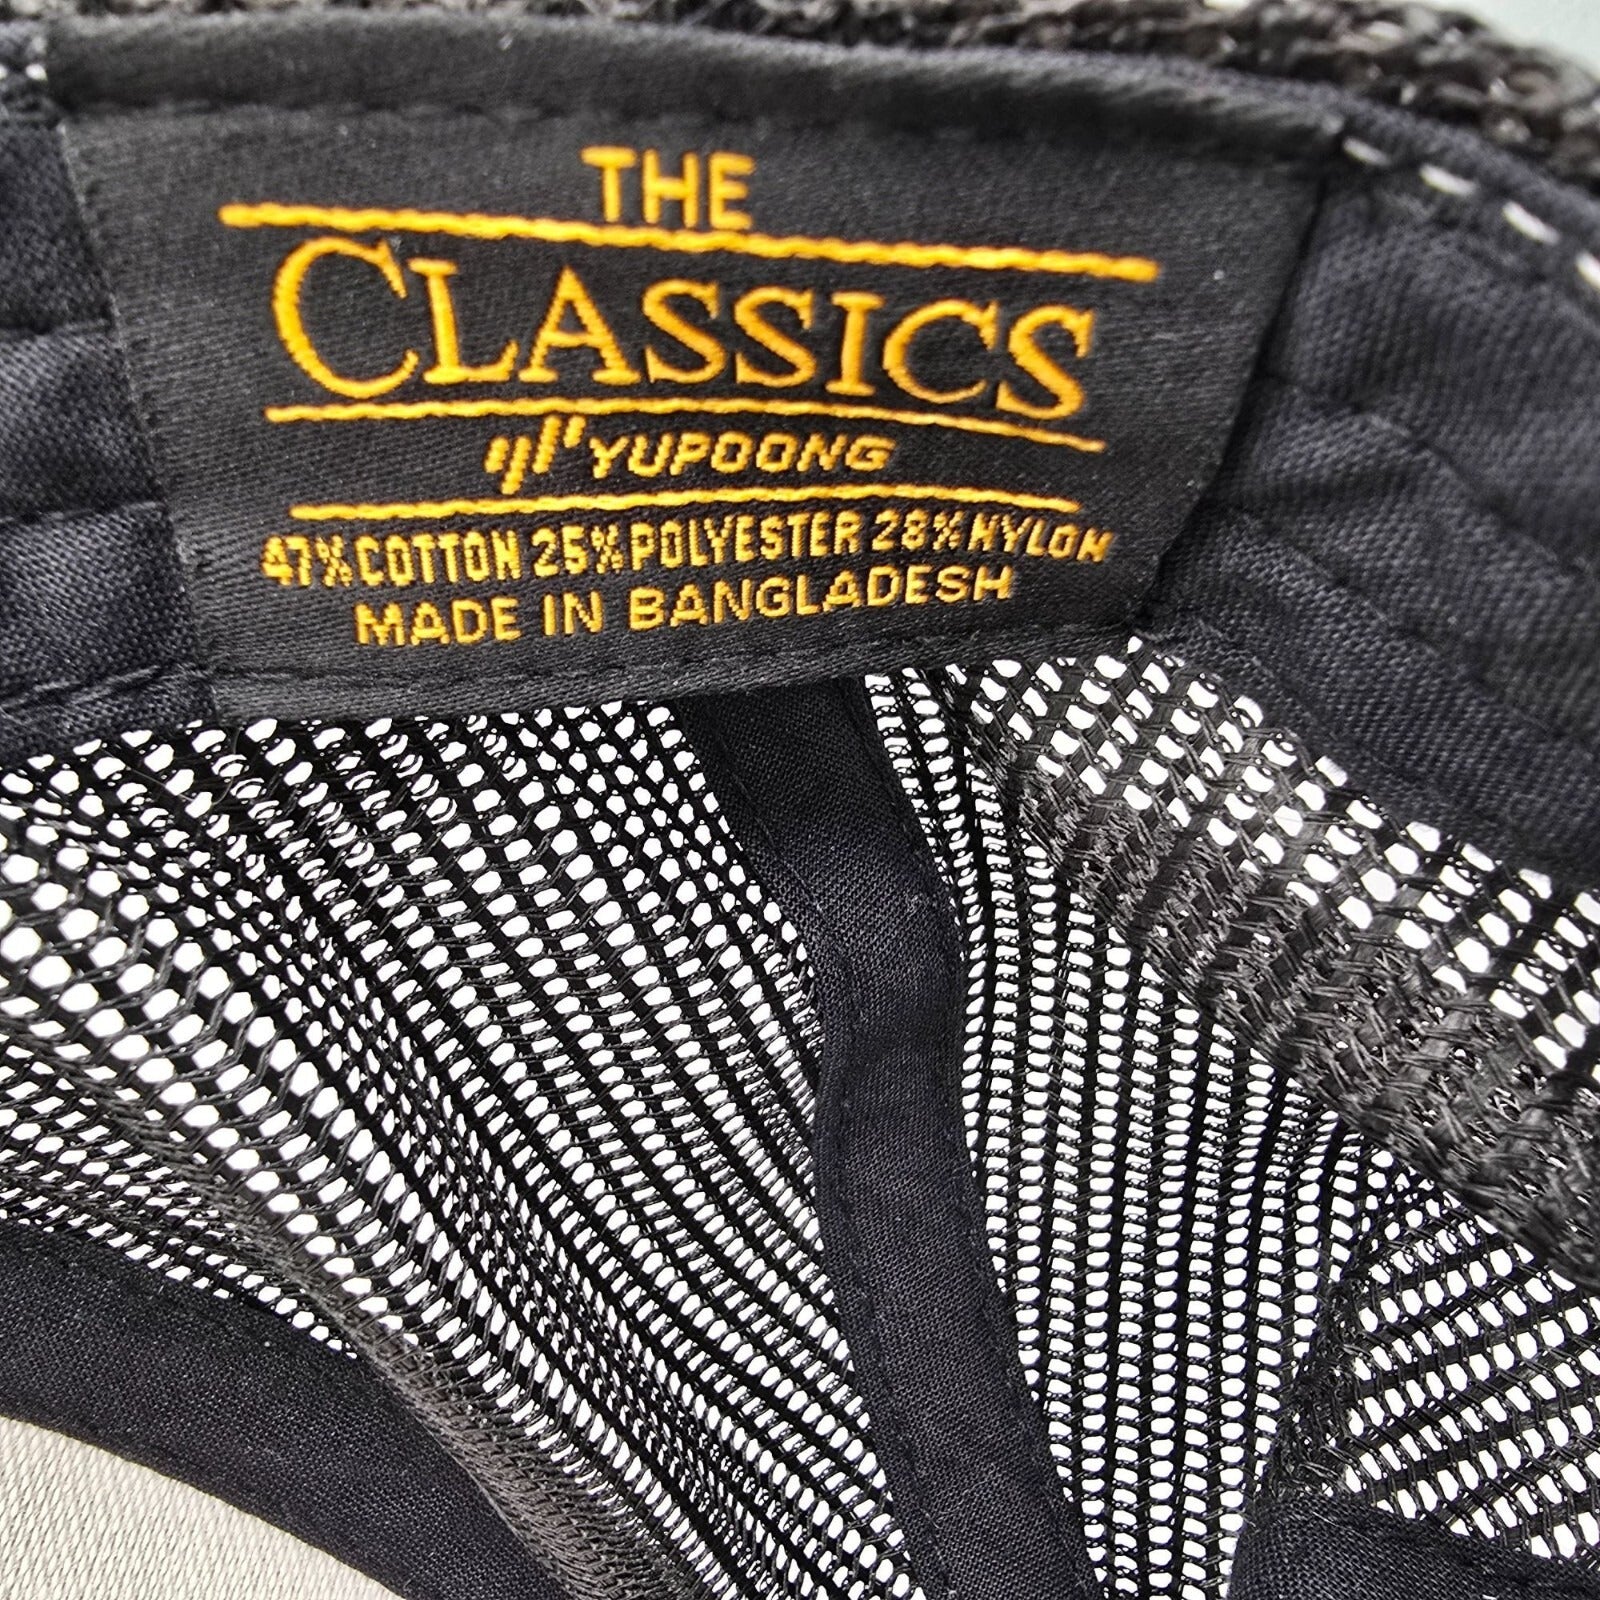 THE
CLASSICS
YUPOONG
47% COTTON 25% POLYESTER 28% NYLON
MADE IN BANGLADESH